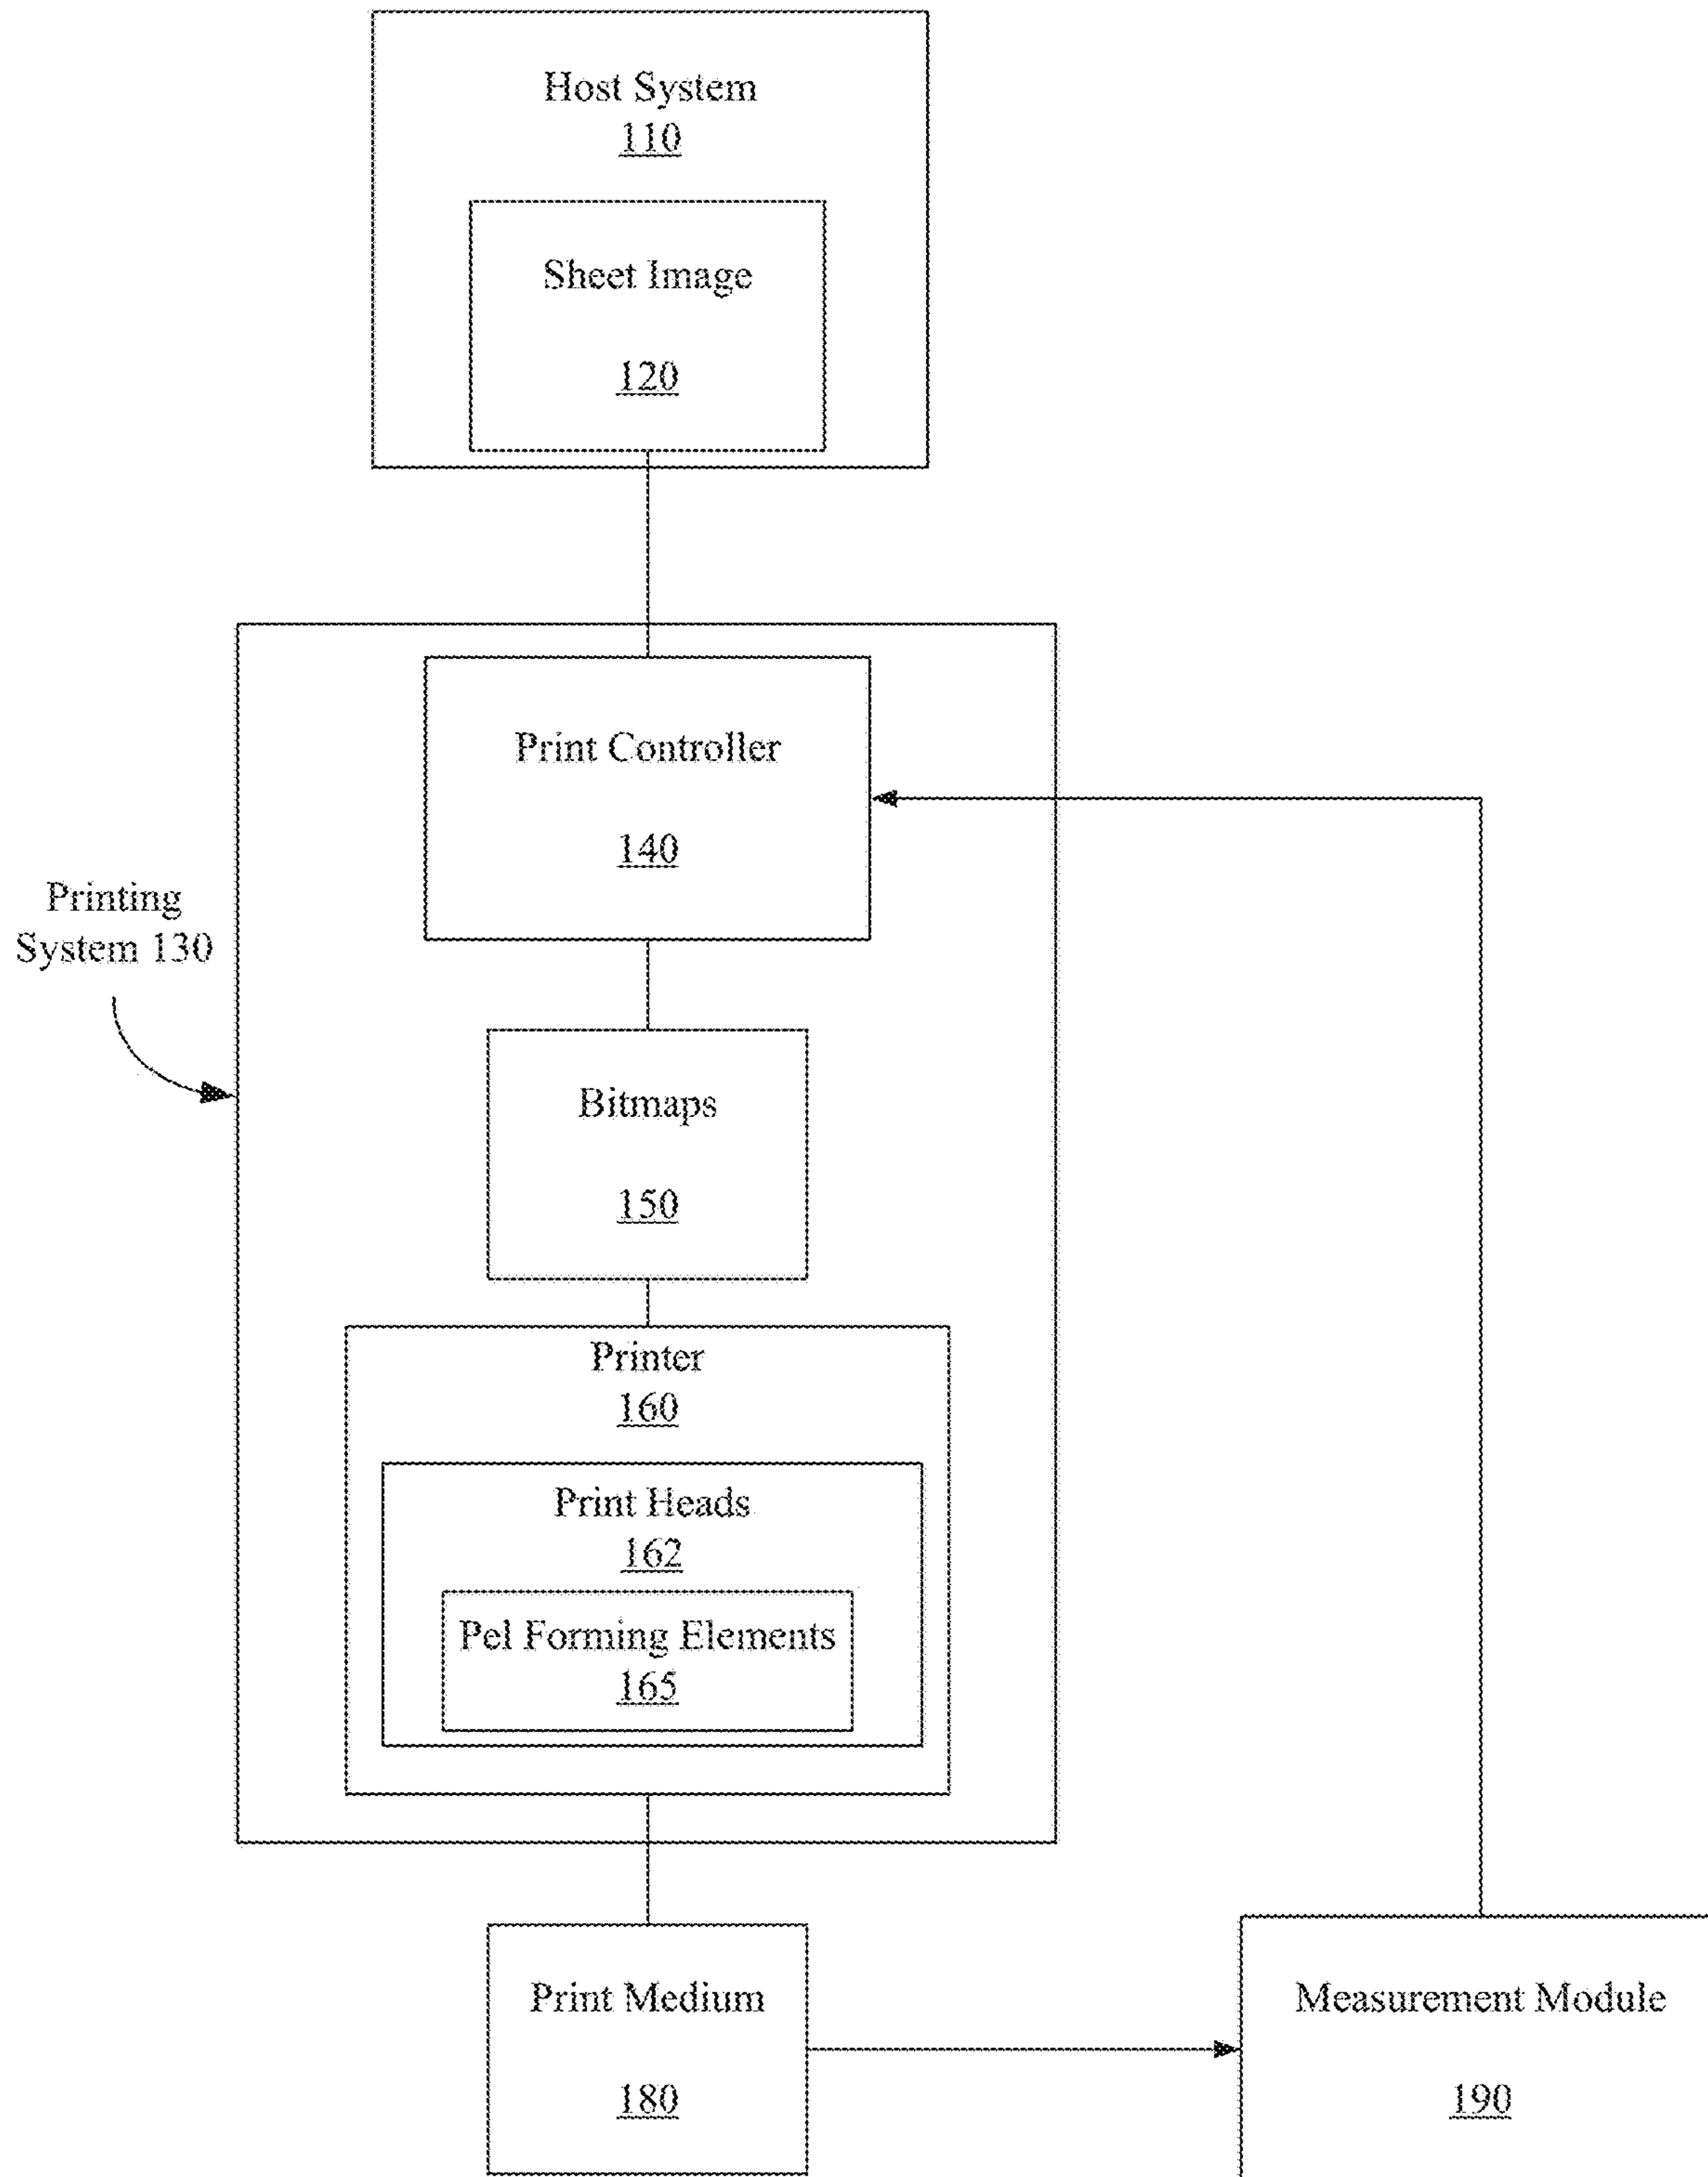 Host System
110
Sheet Image
120
Print Controller
140
Printing
System 130
Bitmaps
150
Printer
160
Print Heads
162
Pel Forming Elements
165
Print Medium
180
Measurement Module
190